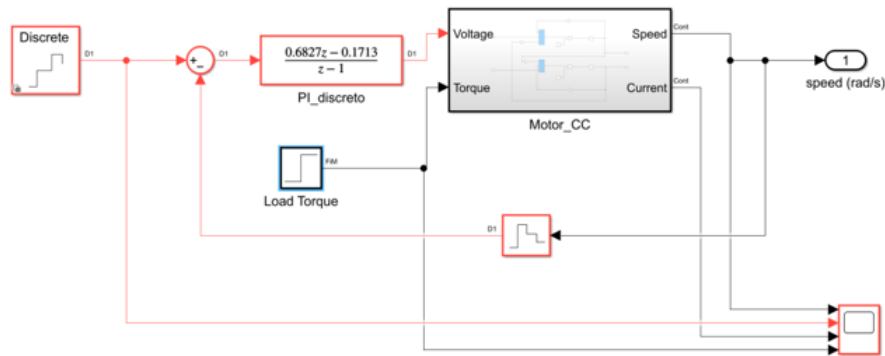 Discrete
D1
+
−
D1
0.6827z − 0.1713
z − 1
D1
PI_discreto
Voltage
Torque
Speed
Current
Cont
Cont
Motor_CC
1
speed (rad/s)
FiM
Load Torque
D1